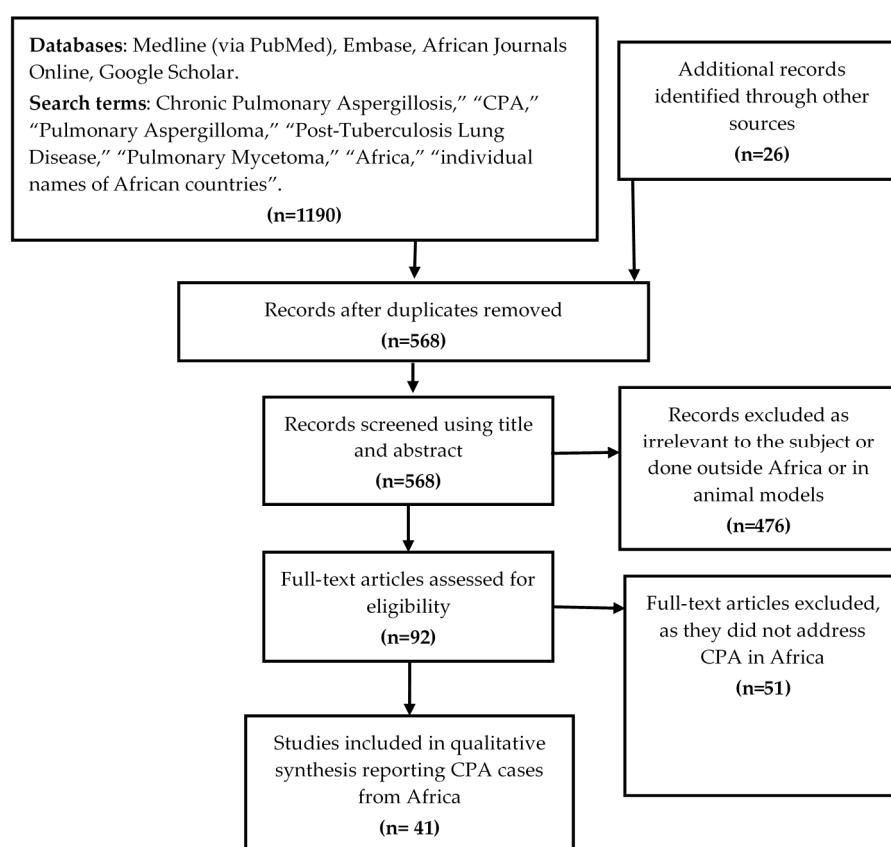 Databases: Medline (via PubMed), Embase, African Journals
Online, Google Scholar.
Search terms: Chronic Pulmonary Aspergillosis,” “CPA,”
“Pulmonary Aspergilloma,” “Post-Tuberculosis Lung
Disease,” “Pulmonary Mycetoma,” “Africa,” “individual
names of African countries”.
(n=1190)
Additional records
identified through other
sources
(n=26)
Records after duplicates removed
(n=568)
Records screened using title
and abstract
(n=568)
Records excluded as
irrelevant to the subject or
done outside Africa or in
animal models
(n=476)
Full-text articles assessed for
eligibility
(n=92)
Full-text articles excluded,
as they did not address
CPA in Africa
(n=51)
Studies included in qualitative
synthesis reporting CPA cases
from Africa
(n= 41)